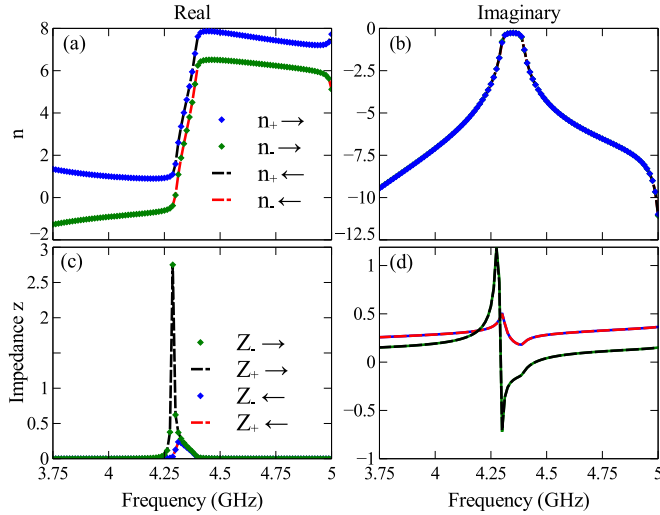 Real
Imaginary
(a)
(b)
8
6
4
2
0
−2
n
n₊ →
n₋ →
n₊ ←
n₋ ←
0
−2.5
−5
−7.5
−10
−12.5
(c)
(d)
3
2.5
2
1.5
1
0.5
0
Impedance z
Z₋ →
Z₊ →
Z₋ ←
Z₊ ←
1
0.5
0
−0.5
−1
3.75 4 4.25 4.5 4.75 5
3.75 4 4.25 4.5 4.75 5
Frequency (GHz)
Frequency (GHz)